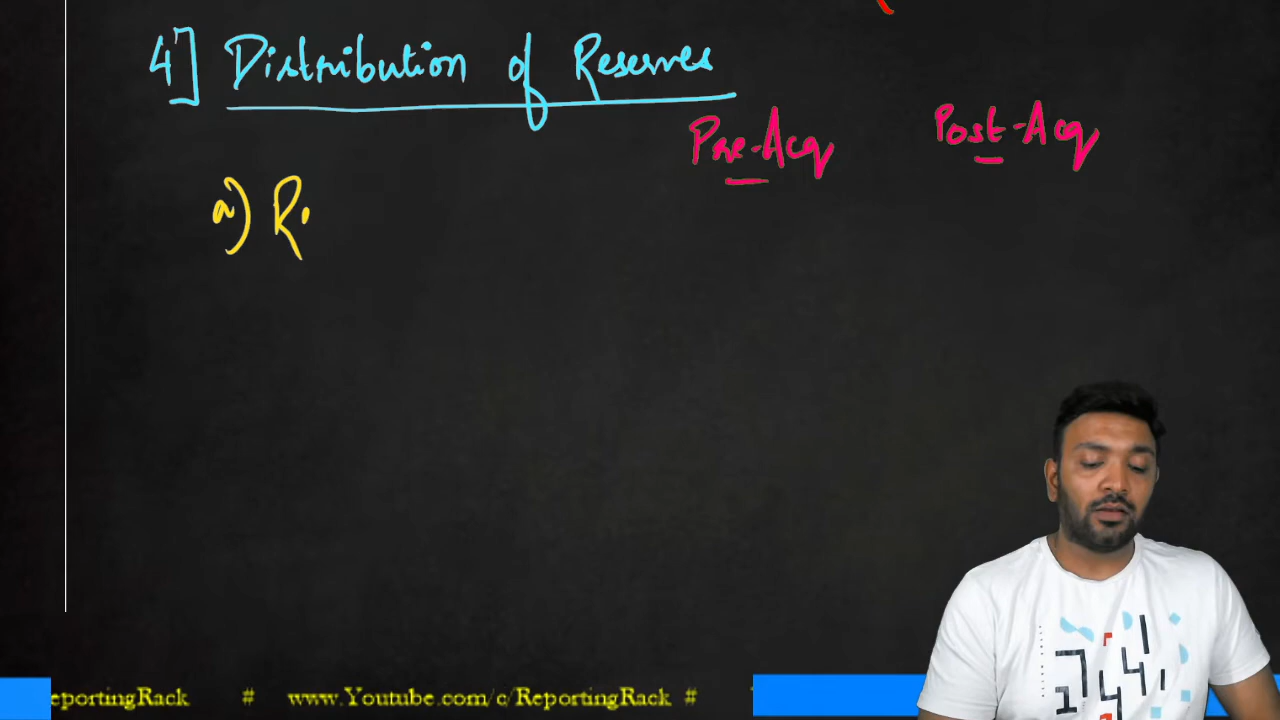 4] Distribution of Reserves
Pre-Acq Post-Acq
a) R
eportingRack # www.Youtube.com/c/ReportingRack #